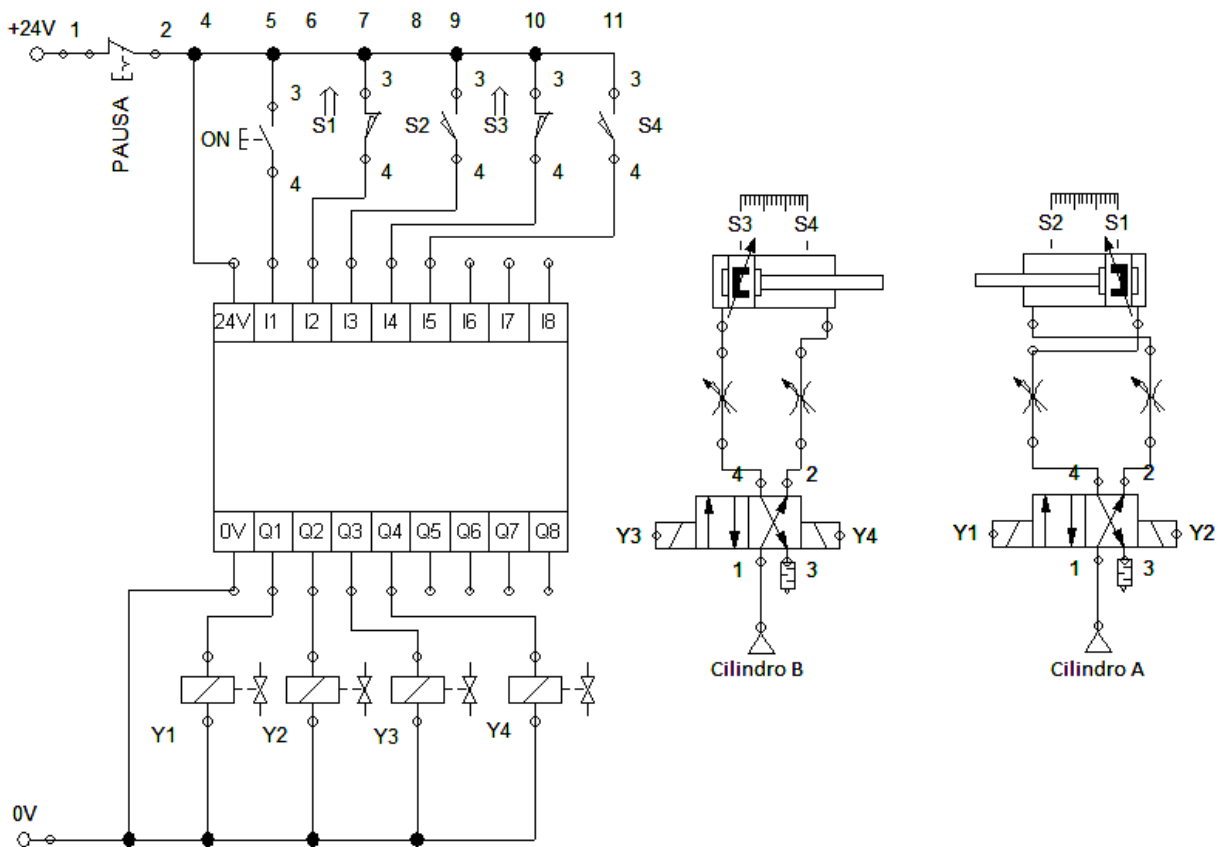 +24V 1 2 4 5 6 7 8 9 10 11
PAUSA
3 3 3 3 3
ON S1 S2 S3 S4
4 4 4 4 4
24V I1 I2 I3 I4 I5 I6 I7 I8
0V Q1 Q2 Q3 Q4 Q5 Q6 Q7 Q8
Y1 Y2 Y3 Y4
0V
S3 S4
4 2
Y3 Y4
1 3
Cilindro B
S2 S1
4 2
Y1 Y2
1 3
Cilindro A